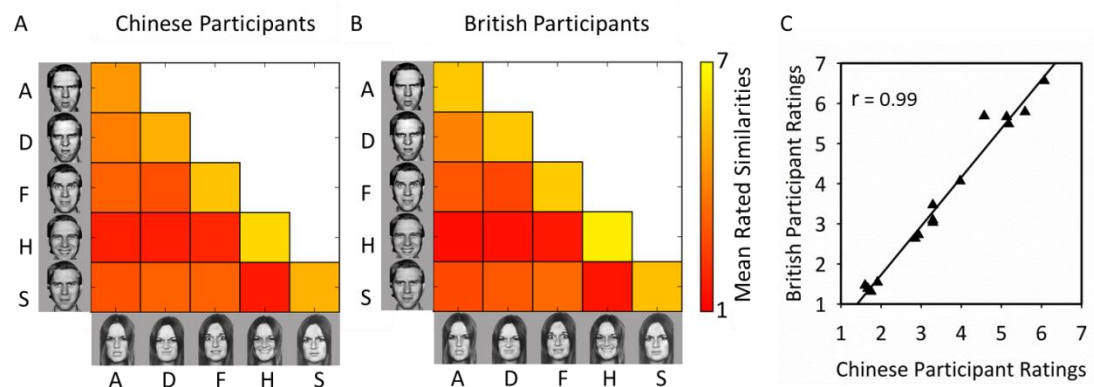 A Chinese Participants
B British Participants
C
A
D
F
H
S
A D F H S
A
D
F
H
S
A D F H S
7
Mean Rated Similarities
1
British Participant Ratings
7
6
5
4
3
2
1
r = 0.99
1 2 3 4 5 6 7
Chinese Participant Ratings